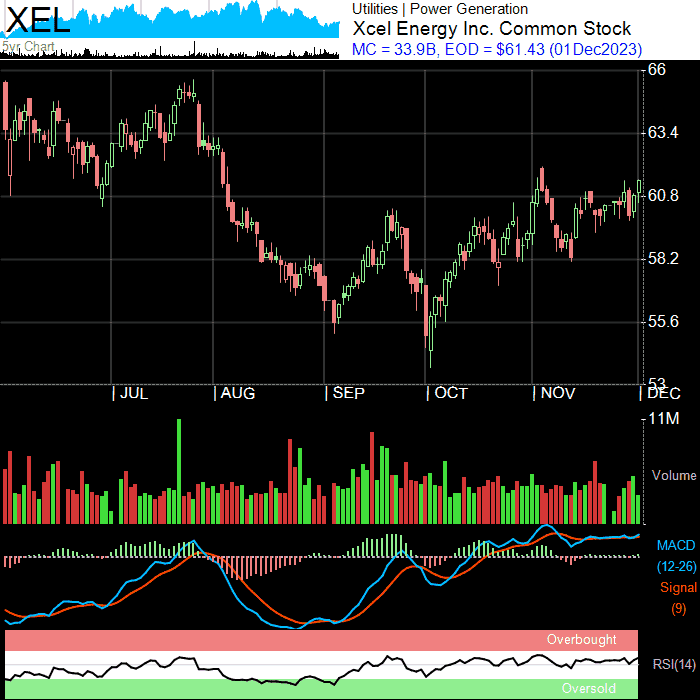 XEL
5yr Chart
Utilities | Power Generation
Xcel Energy Inc. Common Stock
MC = 33.9B, EOD = $61.43 (01Dec2023)
66
63.4
60.8
58.2
55.6
53
| JUL | AUG | SEP | OCT | NOV | DEC
11M
Volume
MACD
(12-26)
Signal
(9)
Overbought
RSI(14)
Oversold